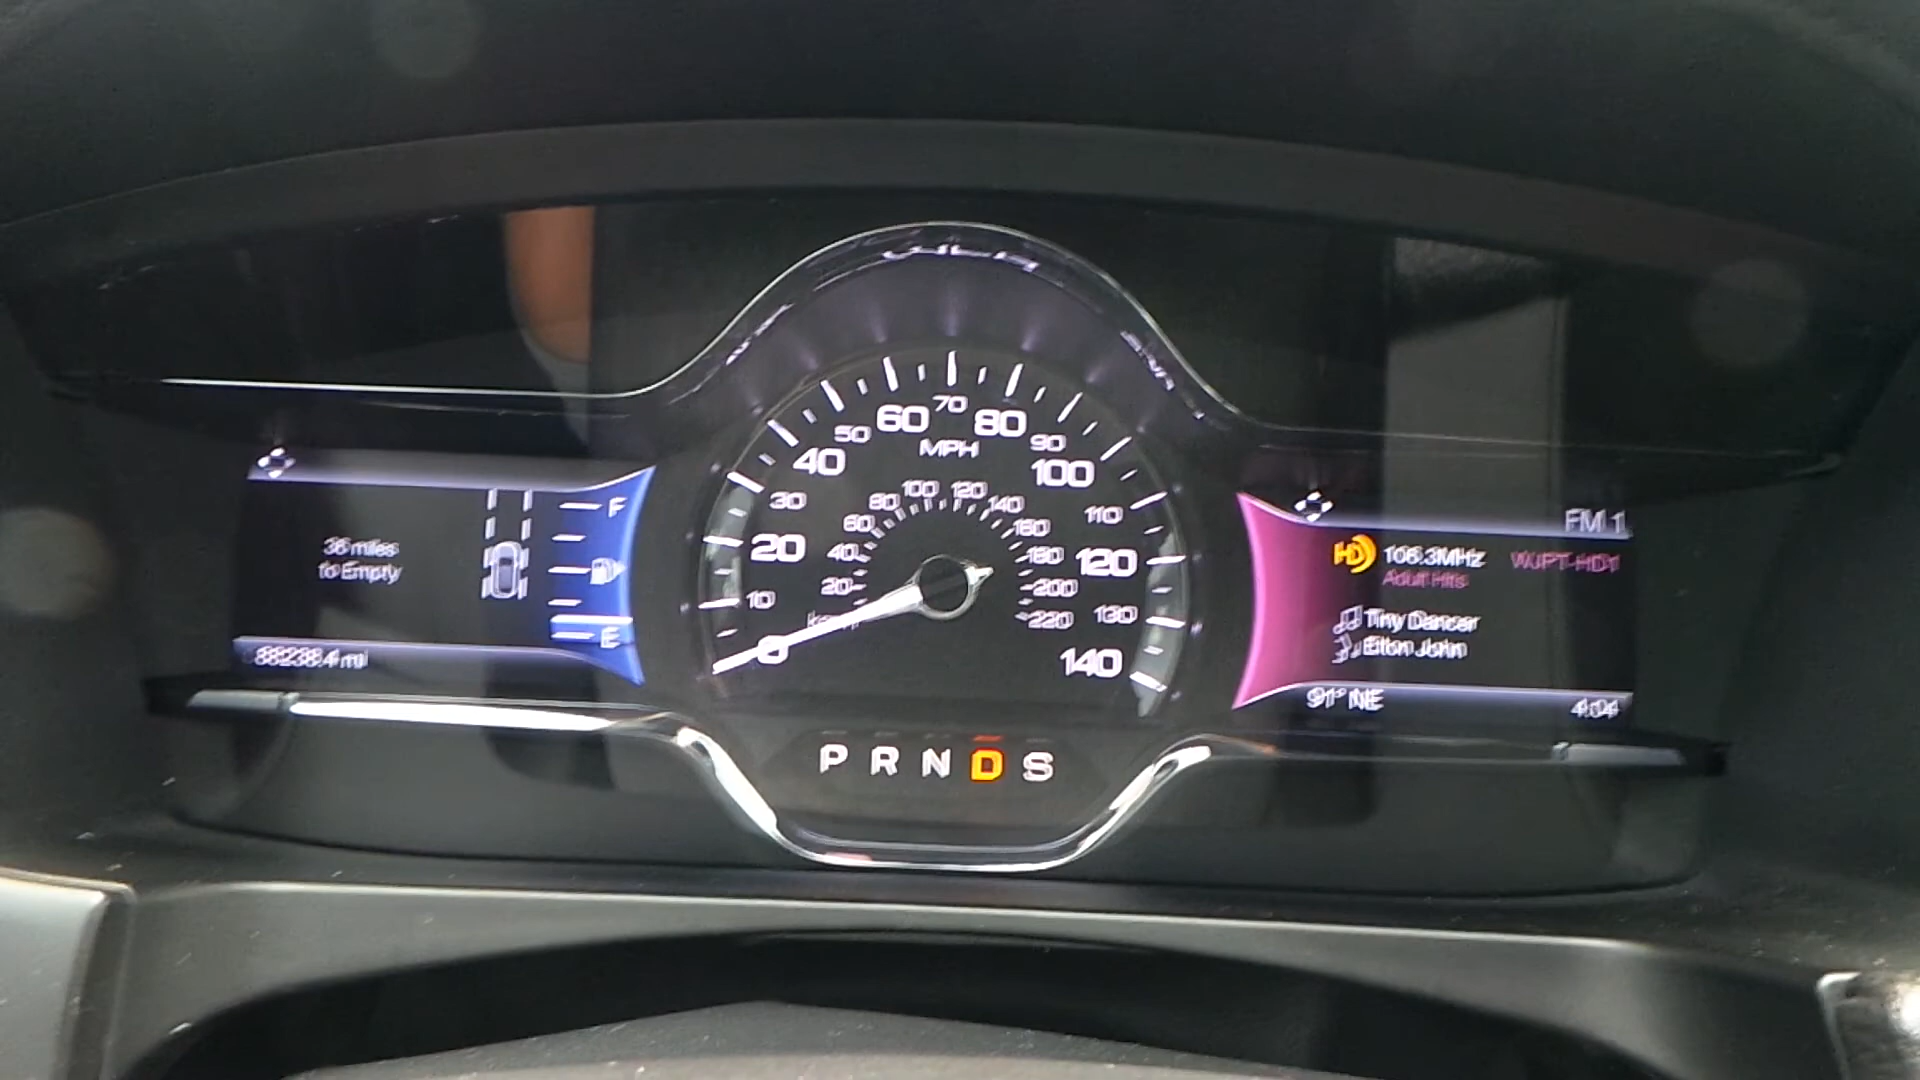 36 miles
to Empty
F
E
88238.4 mi
0
10
20
30
40
50
60
70
80
90
100
110
120
130
140
MPH
km/h
20
40
60
80
100
120
140
160
180
200
220
P R N D S
FM 1
HD 106.3MHz WJPT-HD1
Adult Hits
Tiny Dancer
Elton John
91° NE
4:04